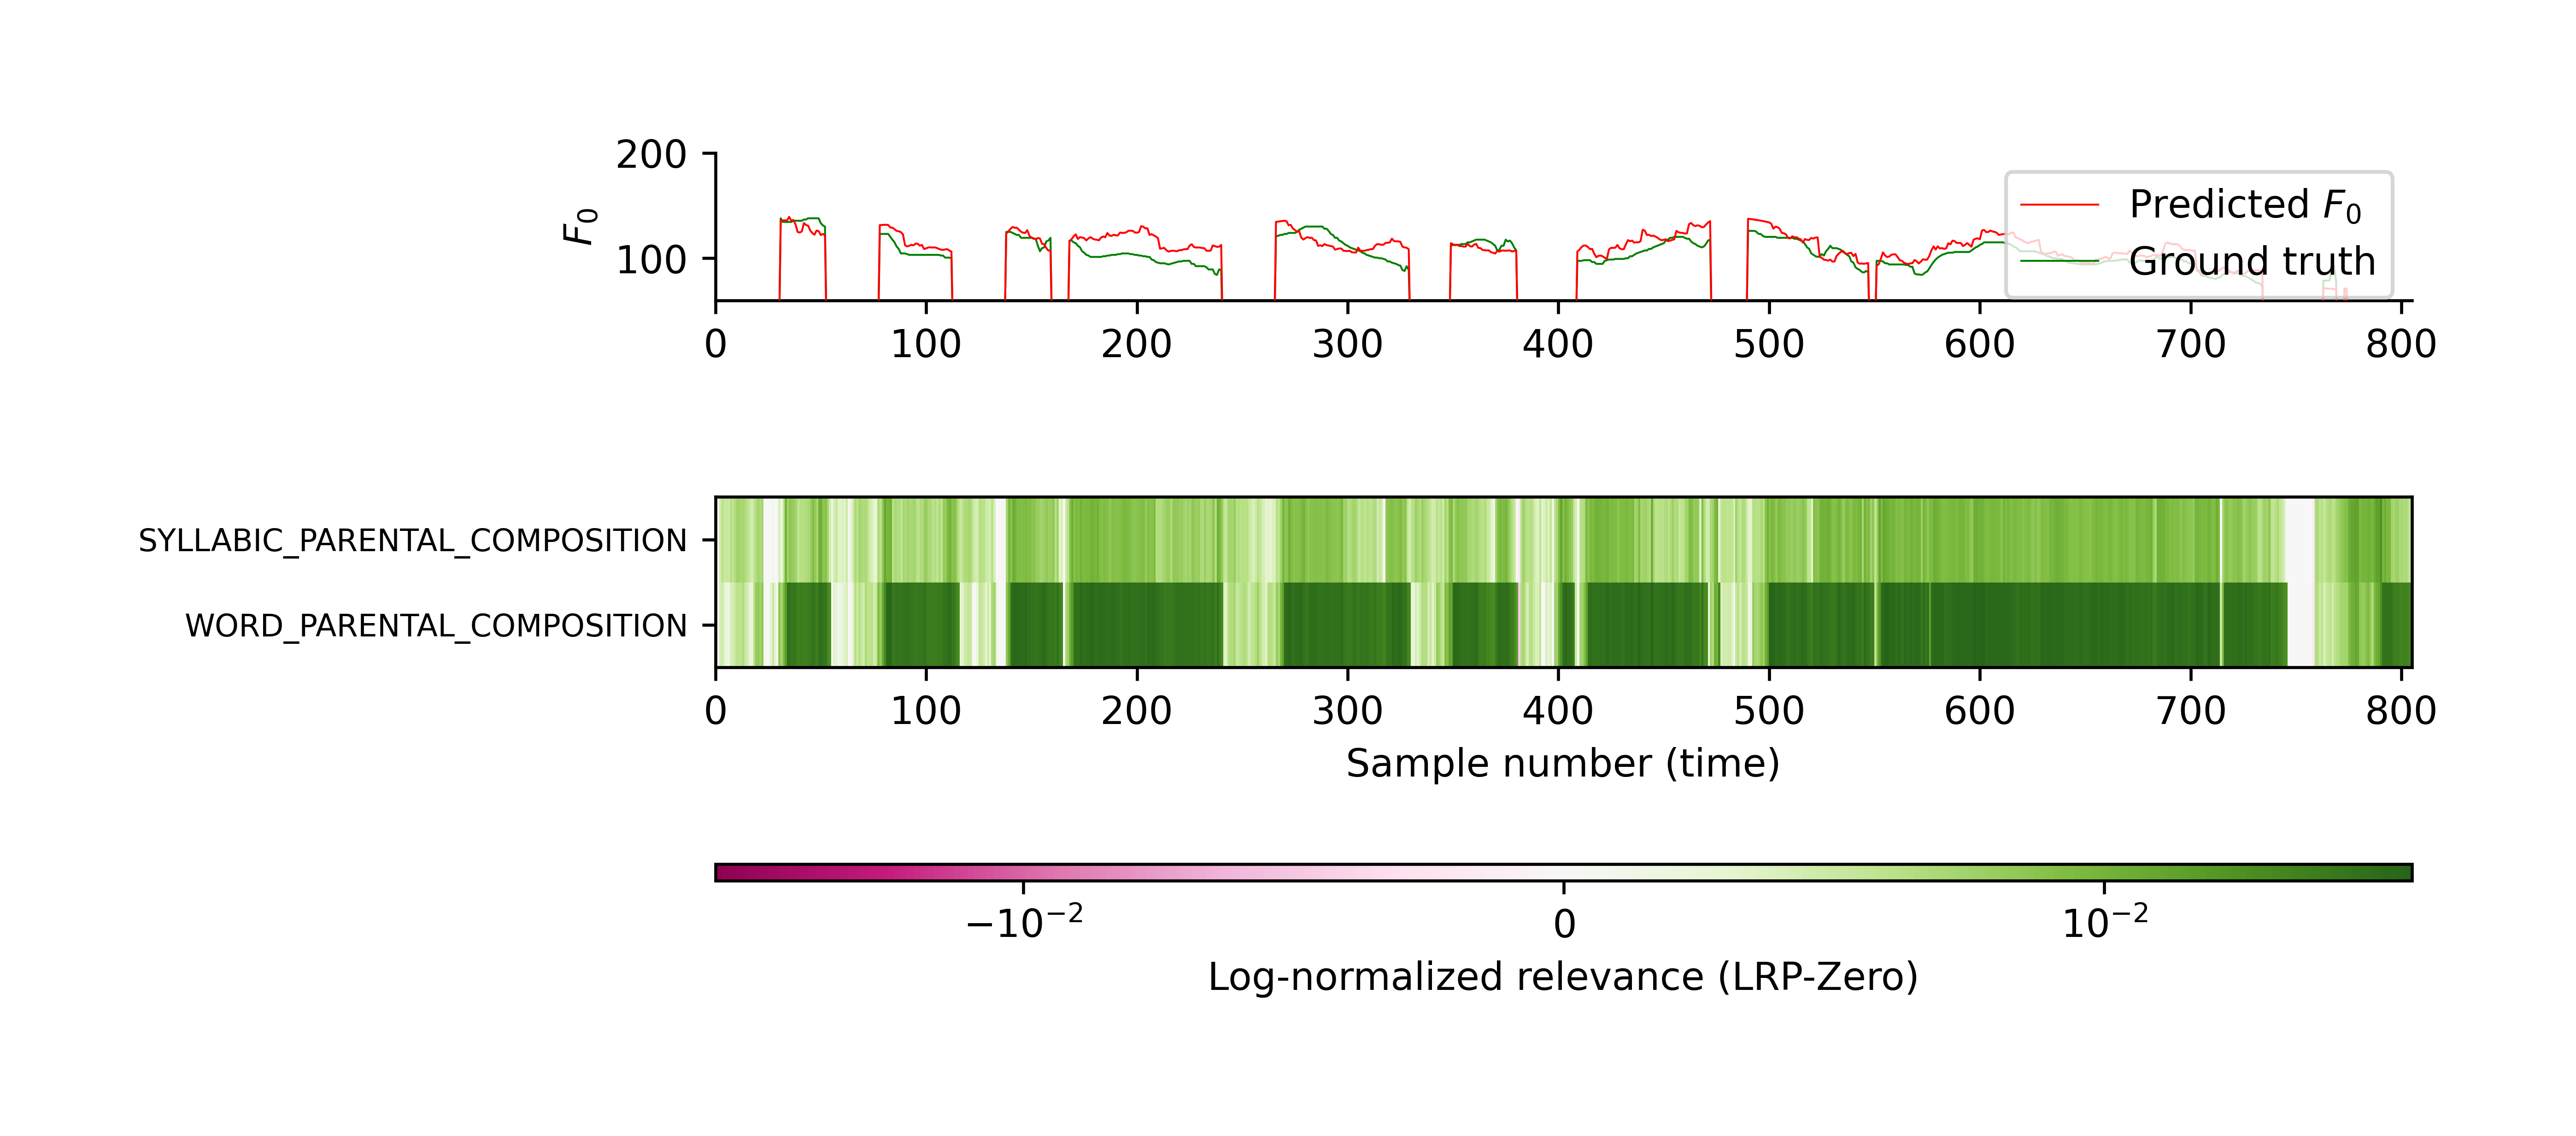 200
100
F₀
Predicted F₀
Ground truth
0 100 200 300 400 500 600 700 800
SYLLABIC_PARENTAL_COMPOSITION
WORD_PARENTAL_COMPOSITION
0 100 200 300 400 500 600 700 800
Sample number (time)
−10⁻² 0 10⁻²
Log-normalized relevance (LRP-Zero)